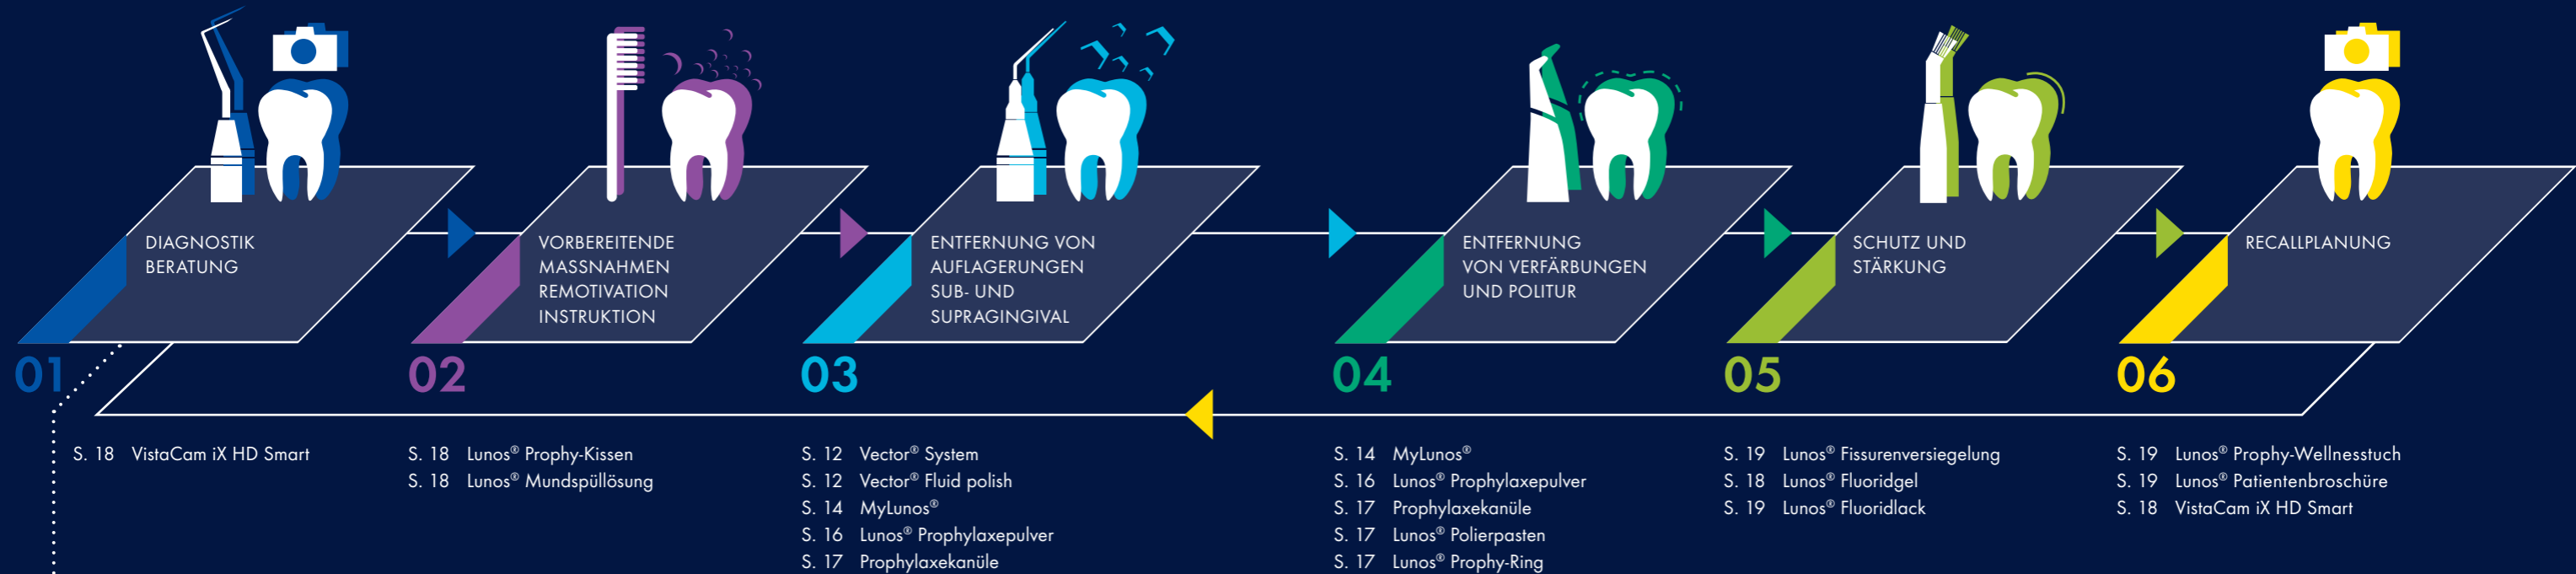 DIAGNOSTIK
BERATUNG
01
S. 18 VistaCam iX HD Smart
VORBEREITENDE
MASSNAHMEN
REMOTIVATION
INSTRUKTION
02
S. 18 Lunos® Prophy-Kissen
S. 18 Lunos® Mundspüllösung
ENTFERNUNG VON
AUFLAGERUNGEN
SUB- UND
SUPRAGINGIVAL
03
S. 12 Vector® System
S. 12 Vector® Fluid polish
S. 14 MyLunos®
S. 16 Lunos® Prophylaxepulver
S. 17 Prophylaxekanüle
ENTFERNUNG
VON VERFÄRBUNGEN
UND POLITUR
04
S. 14 MyLunos®
S. 16 Lunos® Prophylaxepulver
S. 17 Prophylaxekanüle
S. 17 Lunos® Polierpasten
S. 17 Lunos® Prophy-Ring
SCHUTZ UND
STÄRKUNG
05
S. 19 Lunos® Fissurenversiegelung
S. 18 Lunos® Fluoridgel
S. 19 Lunos® Fluoridlack
RECALLPLANUNG
06
S. 19 Lunos® Prophy-Wellnesstuch
S. 19 Lunos® Patientenbroschüre
S. 18 VistaCam iX HD Smart